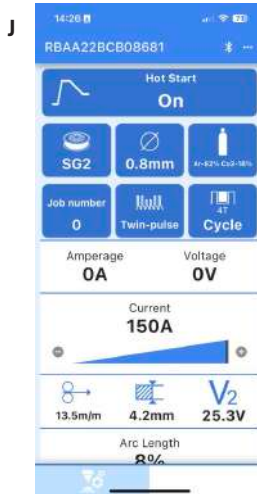 J
14:26
RBAA22BCB08681
Hot Start
On
SG2
0.8mm
Ar-82% Co2-18%
Job number
0
Twin-pulse
4T
Cycle
Amperage
0A
Voltage
0V
Current
150A
13.5m/m
4.2mm
V2
25.3V
Arc Length
8%